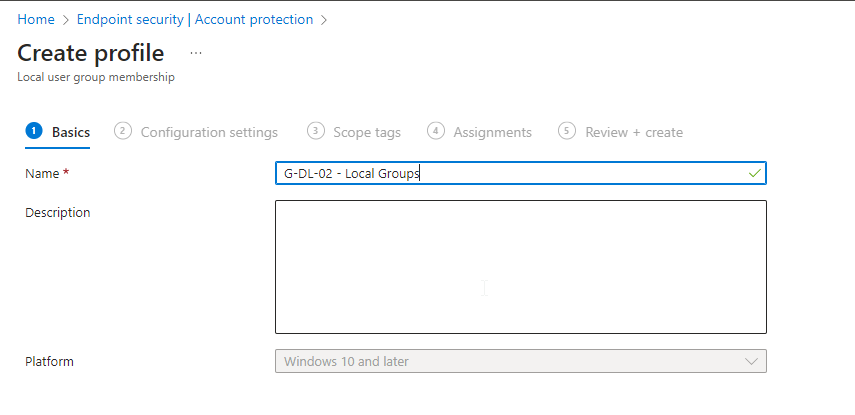 Home > Endpoint security | Account protection >
Create profile ...
Local user group membership
1 Basics 2 Configuration settings 3 Scope tags 4 Assignments 5 Review + create
Name * G-DL-02 - Local Groups
Description
Platform Windows 10 and later